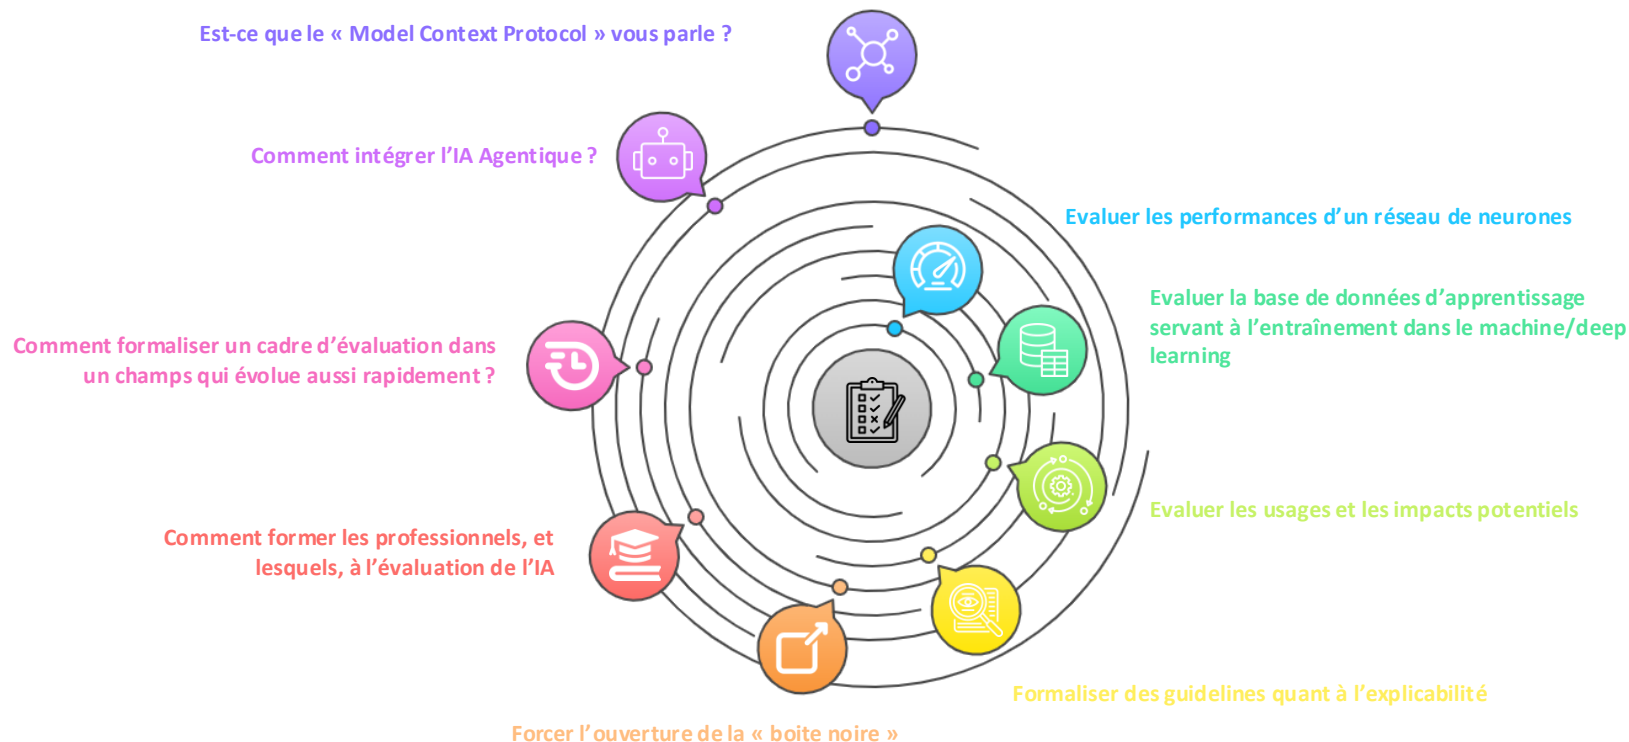 Est-ce que le « Model Context Protocol » vous parle ?
Comment intégrer l’IA Agentique ?
Evaluer les performances d’un réseau de neurones
Evaluer la base de données d’apprentissage
servant à l’entraînement dans le machine/deep
learning
Comment formaliser un cadre d’évaluation dans
un champs qui évolue aussi rapidement ?
Evaluer les usages et les impacts potentiels
Comment former les professionnels, et
lesquels, à l’évaluation de l’IA
Formaliser des guidelines quant à l’explicabilité
Forcer l’ouverture de la « boite noire »